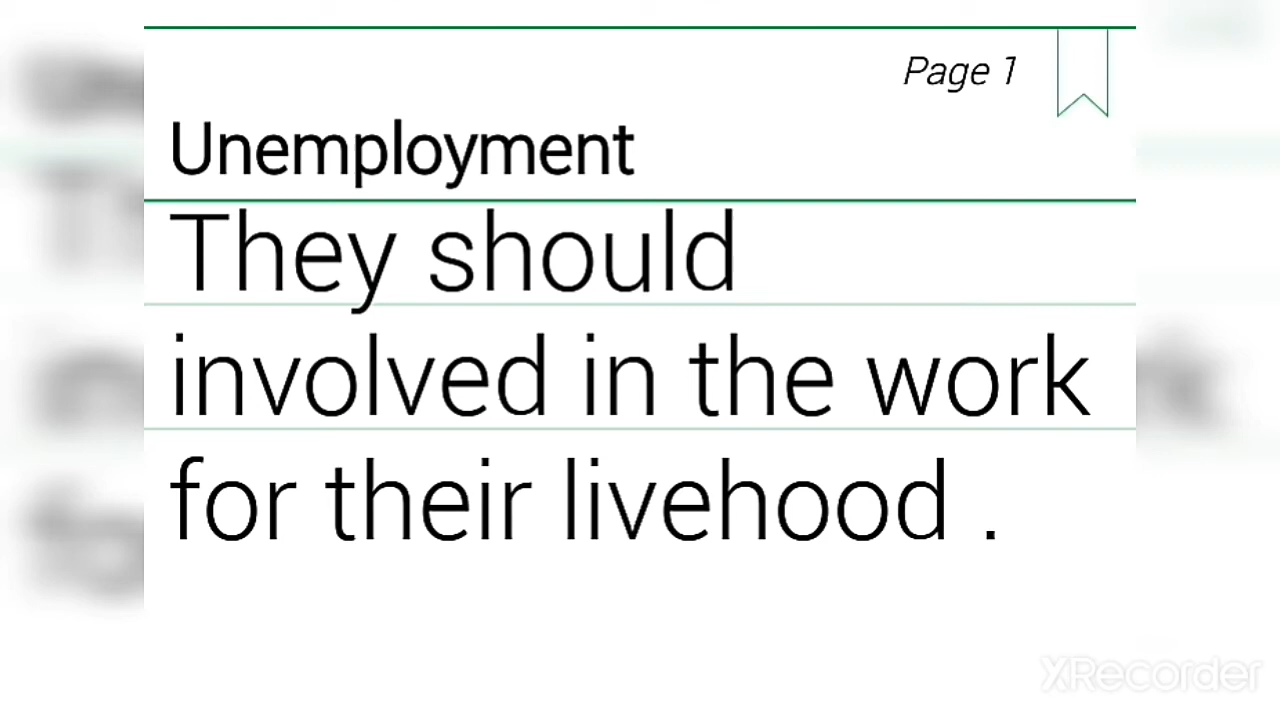 Page 1
Unemployment
They should
involved in the work
for their livehood .
XRecorder